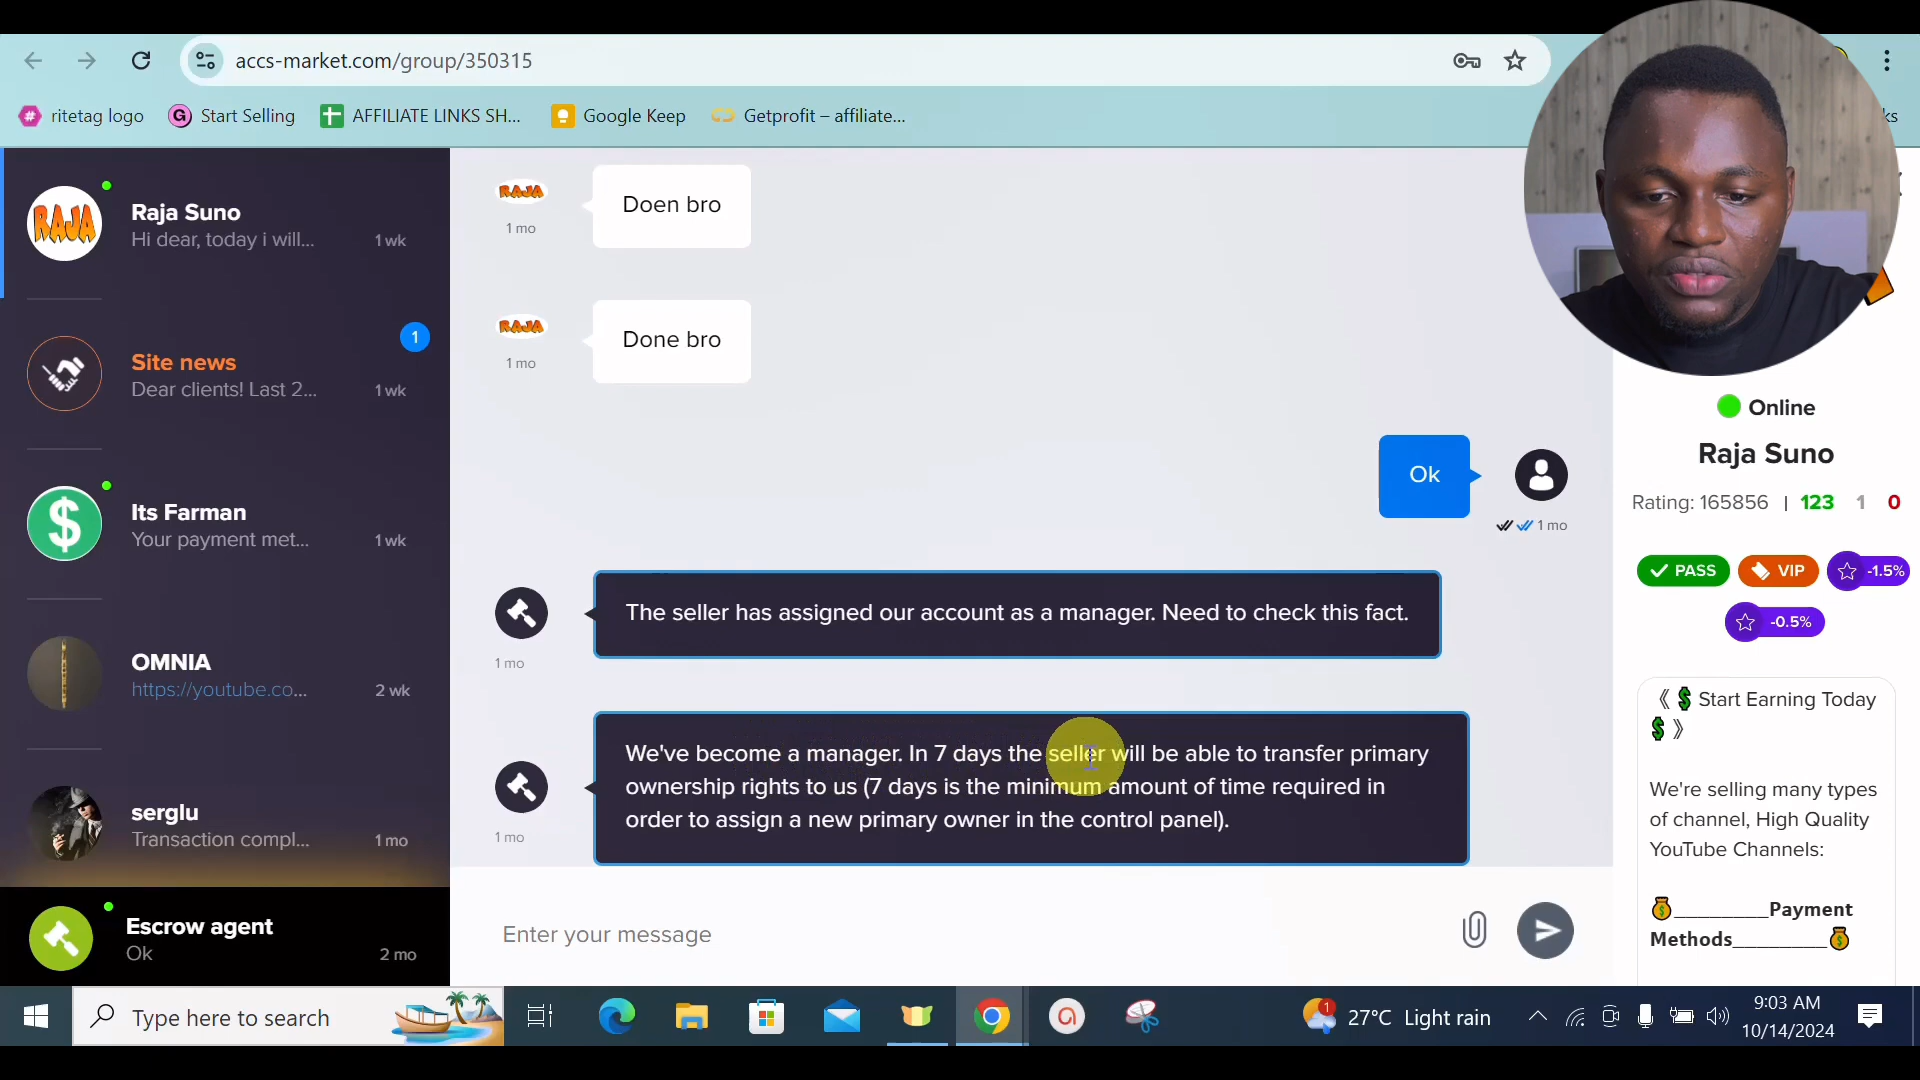 accs-market.com/group/350315
# ritetag logo
G Start Selling
AFFILIATE LINKS SH...
Google Keep
Getprofit – affiliate...
ks
RAJA
Raja Suno
Hi dear, today i will...
1 wk
1
Site news
Dear clients! Last 2...
1 wk
$
Its Farman
Your payment met...
1 wk
OMNIA
https://youtube.co...
2 wk
serglu
Transaction compl...
1 mo
Escrow agent
Ok
2 mo
RAJA
1 mo
Doen bro
RAJA
1 mo
Done bro
Ok
1 mo
The seller has assigned our account as a manager. Need to check this fact.
1 mo
We've become a manager. In 7 days the seller will be able to transfer primary
ownership rights to us (7 days is the minimum amount of time required in
order to assign a new primary owner in the control panel).
1 mo
Enter your message
Online
Raja Suno
Rating: 165856 | 123 1 0
PASS
VIP
-1.5%
-0.5%
《💲Start Earning Today
💲》
We're selling many types
of channel, High Quality
YouTube Channels:
💰________Payment
Methods________💰
Type here to search
1
27°C Light rain
9:03 AM
10/14/2024